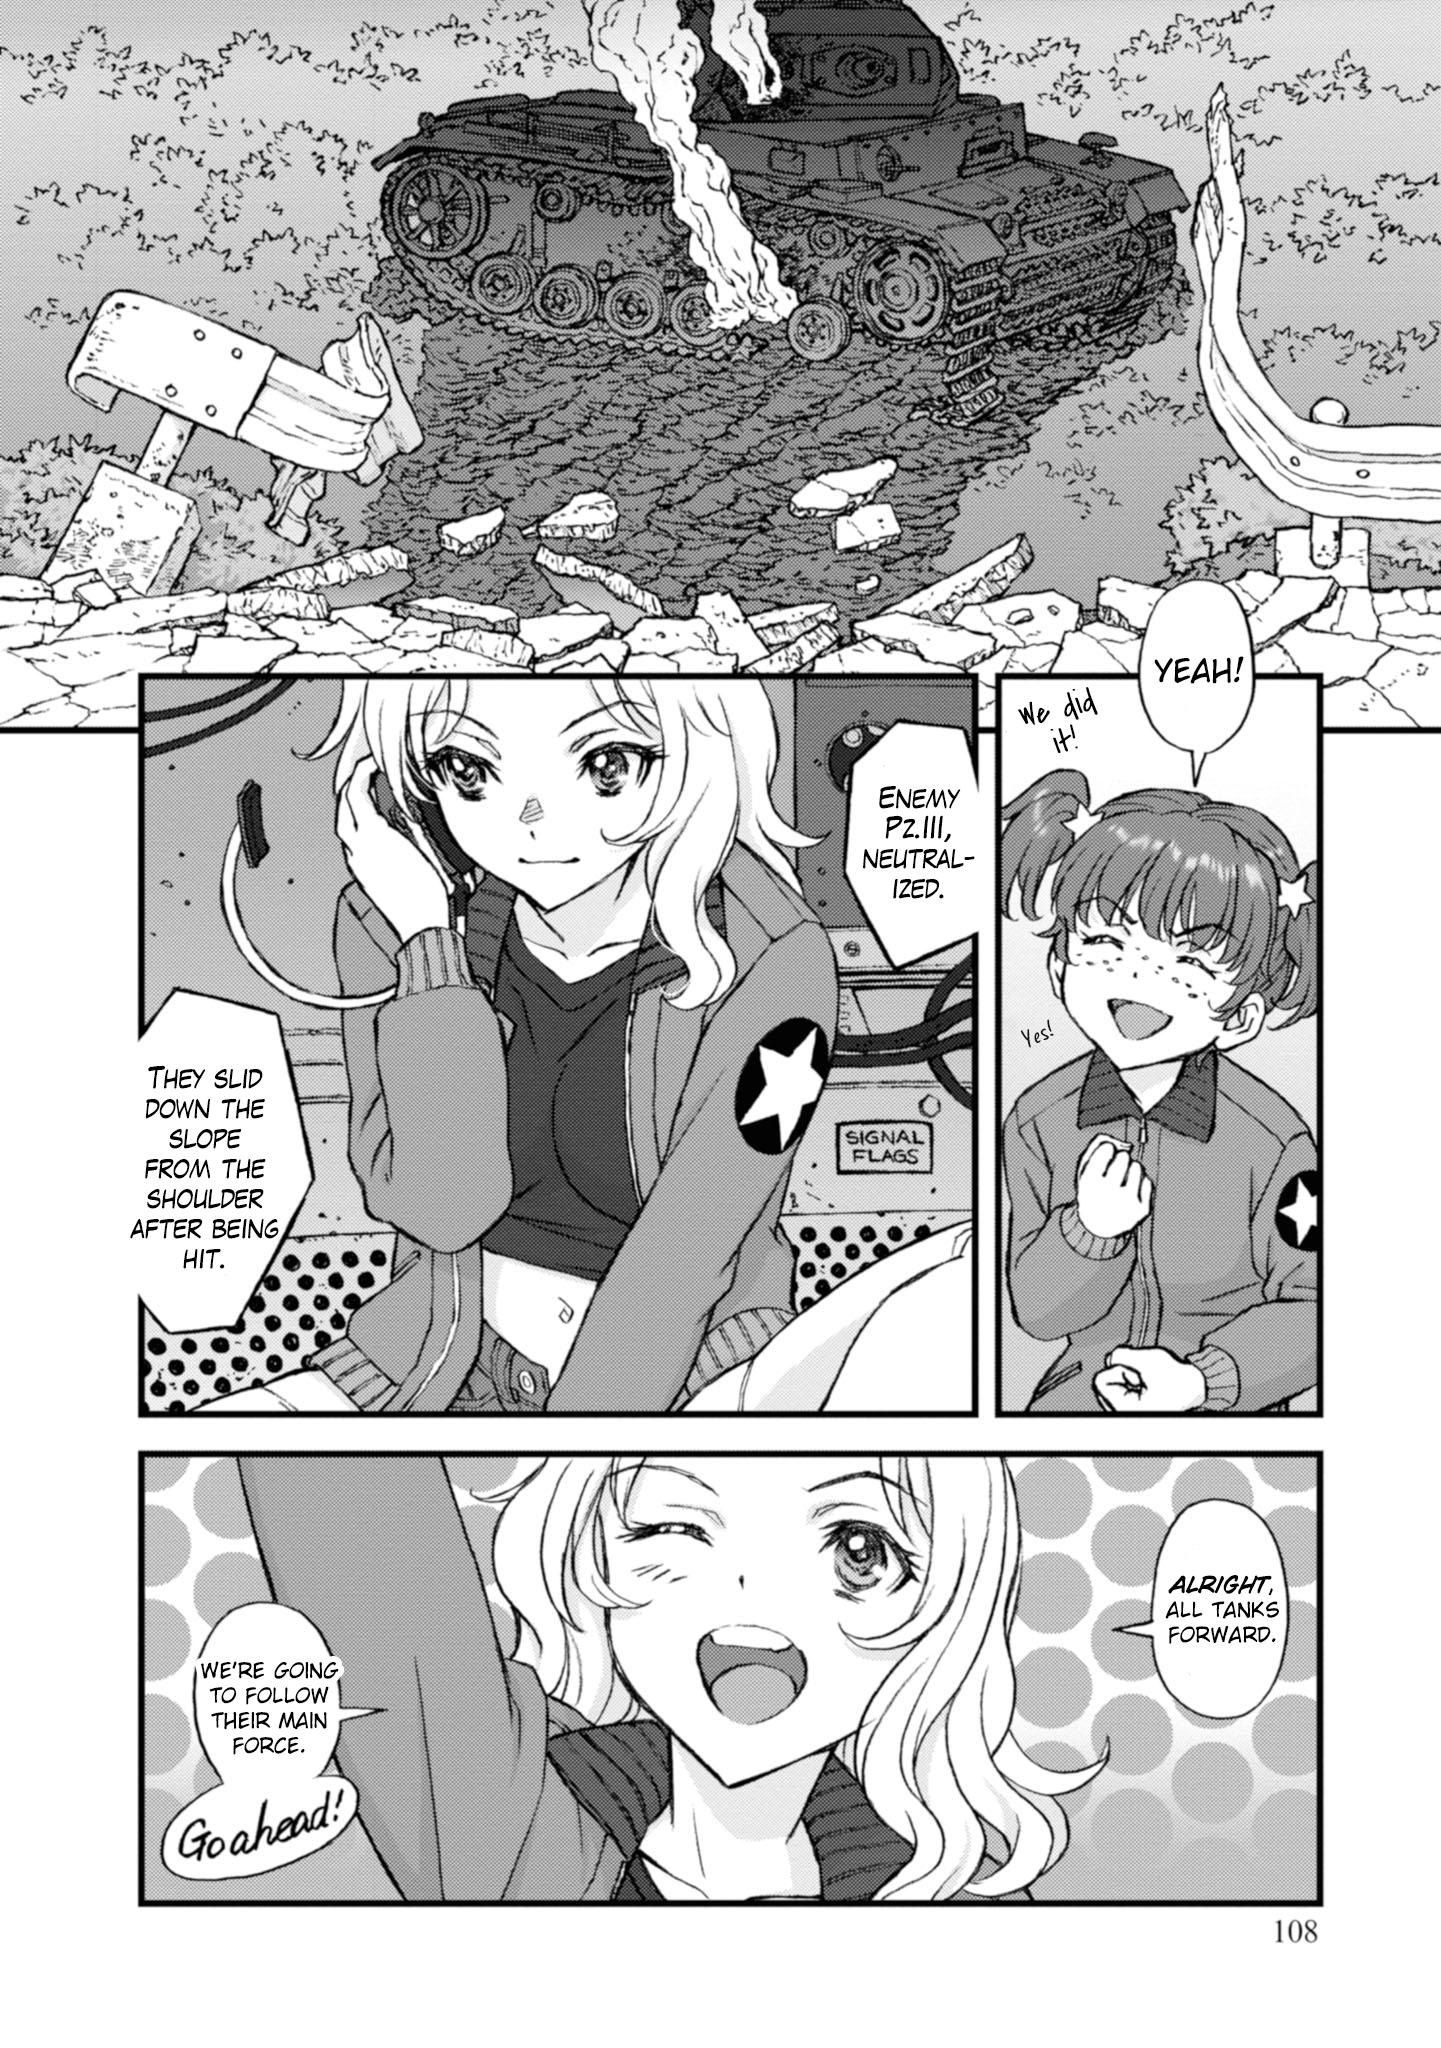 YEAH!
We did
it!
Yes!
ENEMY
PZ.III,
NEUTRAL-
IZED.
SIGNAL
FLAGS
THEY SLID
DOWN THE
SLOPE
FROM THE
SHOULDER
AFTER BEING
HIT.
ALRIGHT,
ALL TANKS
FORWARD.
WE'RE GOING
TO FOLLOW
THEIR MAIN
FORCE.
Go ahead!
108